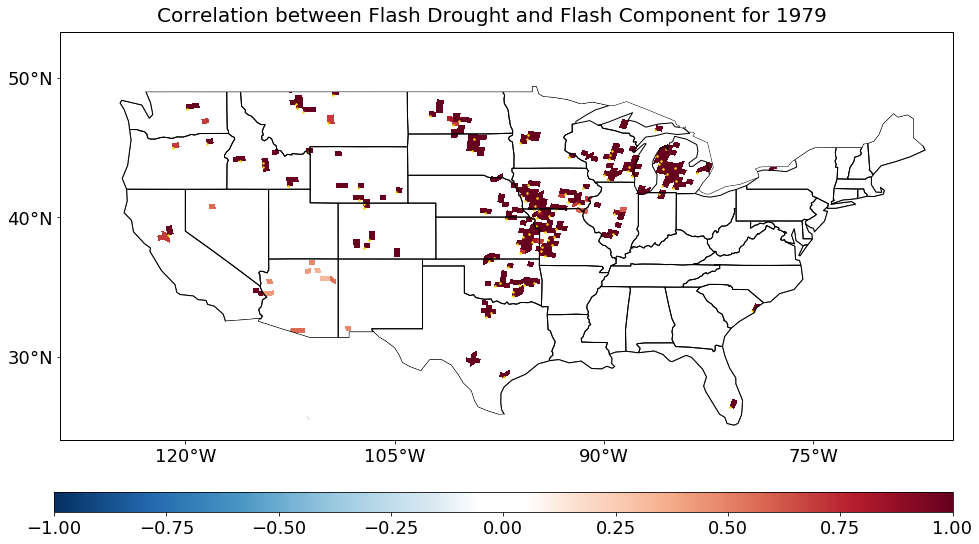 Correlation between Flash Drought and Flash Component for 1979
50°N
40°N
30°N
120°W 105°W 90°W 75°W
−1.00 −0.75 −0.50 −0.25 0.00 0.25 0.50 0.75 1.00